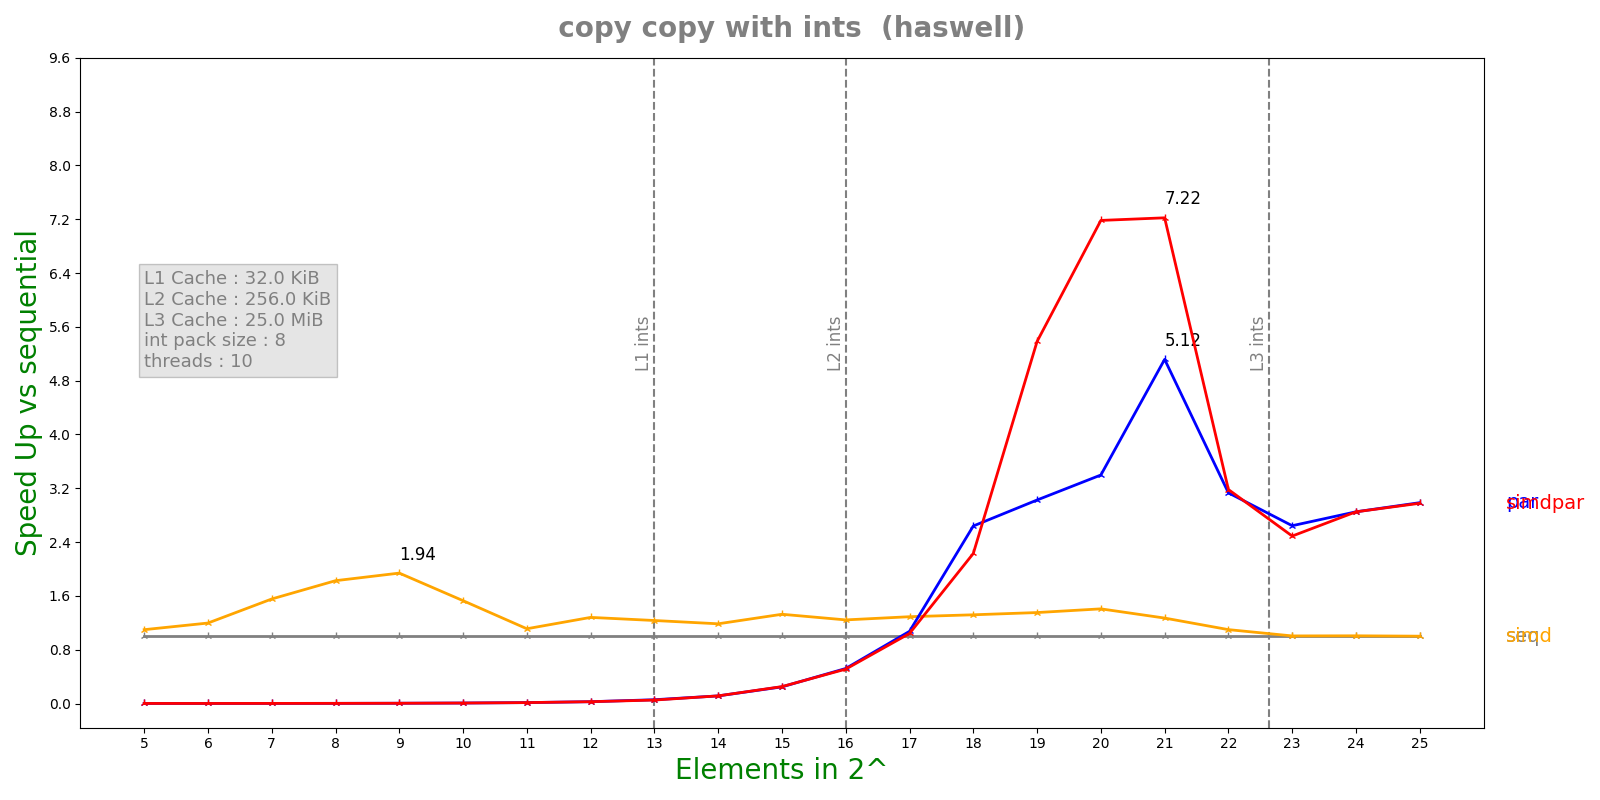 copy copy with ints (haswell)
Speed Up vs sequential
9.6
8.8
8.0
7.2
6.4
5.6
4.8
4.0
3.2
2.4
1.6
0.8
0.0
L1 Cache : 32.0 KiB
L2 Cache : 256.0 KiB
L3 Cache : 25.0 MiB
int pack size : 8
threads : 10
L1 ints
L2 ints
L3 ints
1.94
7.22
5.12
par
simdpar
seq
simd
5 6 7 8 9 10 11 12 13 14 15 16 17 18 19 20 21 22 23 24 25
Elements in 2^